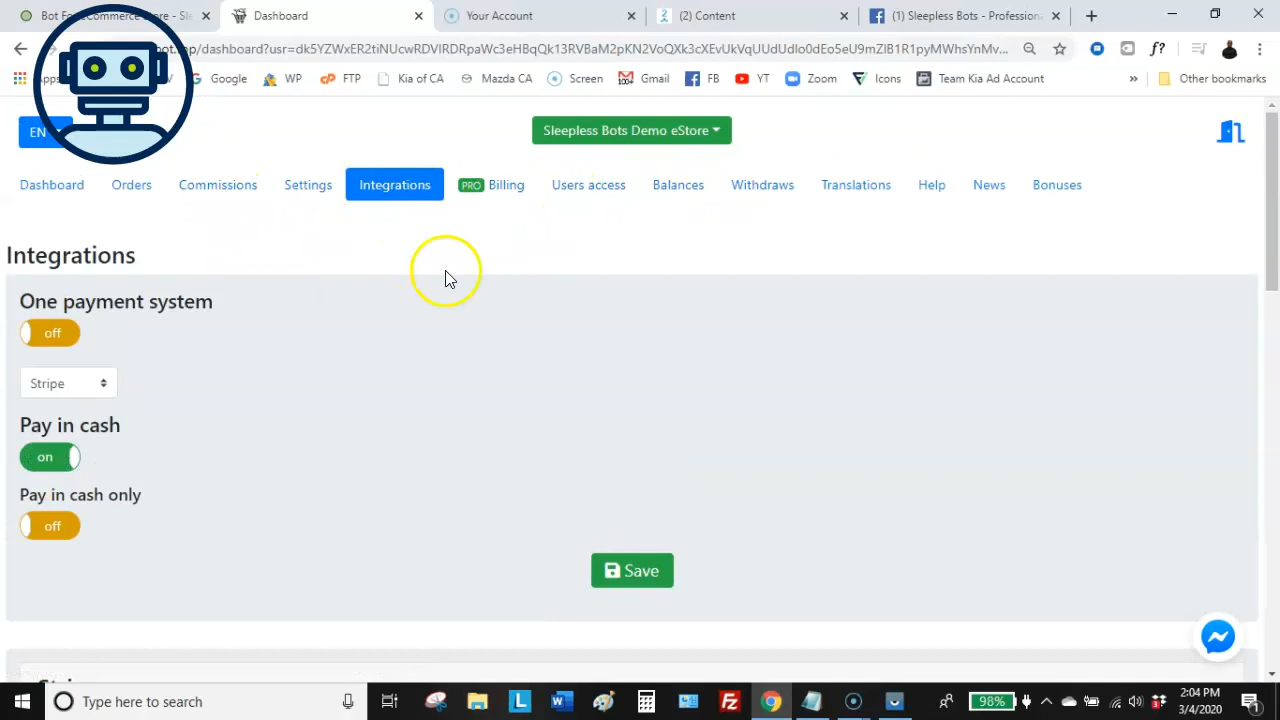 Bot Fo
Commerce Store - Sle
Dashboard
Your Account
(2) Content
(1) Sleepless Bots - Profession
WP
Google
FTP
Kia of CA
Mazda CA
Screen
Gmail
FB
YT
Zoom
Icons
Team Kia Ad Account
»
Other bookmarks
EN
Sleepless Bots Demo eStore
Dashboard
Orders
Commissions
Settings
Integrations
PRO Billing
Users access
Balances
Withdraws
Translations
Help
News
Bonuses
Integrations
One payment system
off
Stripe
Pay in cash
on
Pay in cash only
off
Save
Type here to search
98%
2:04 PM
3/4/2020